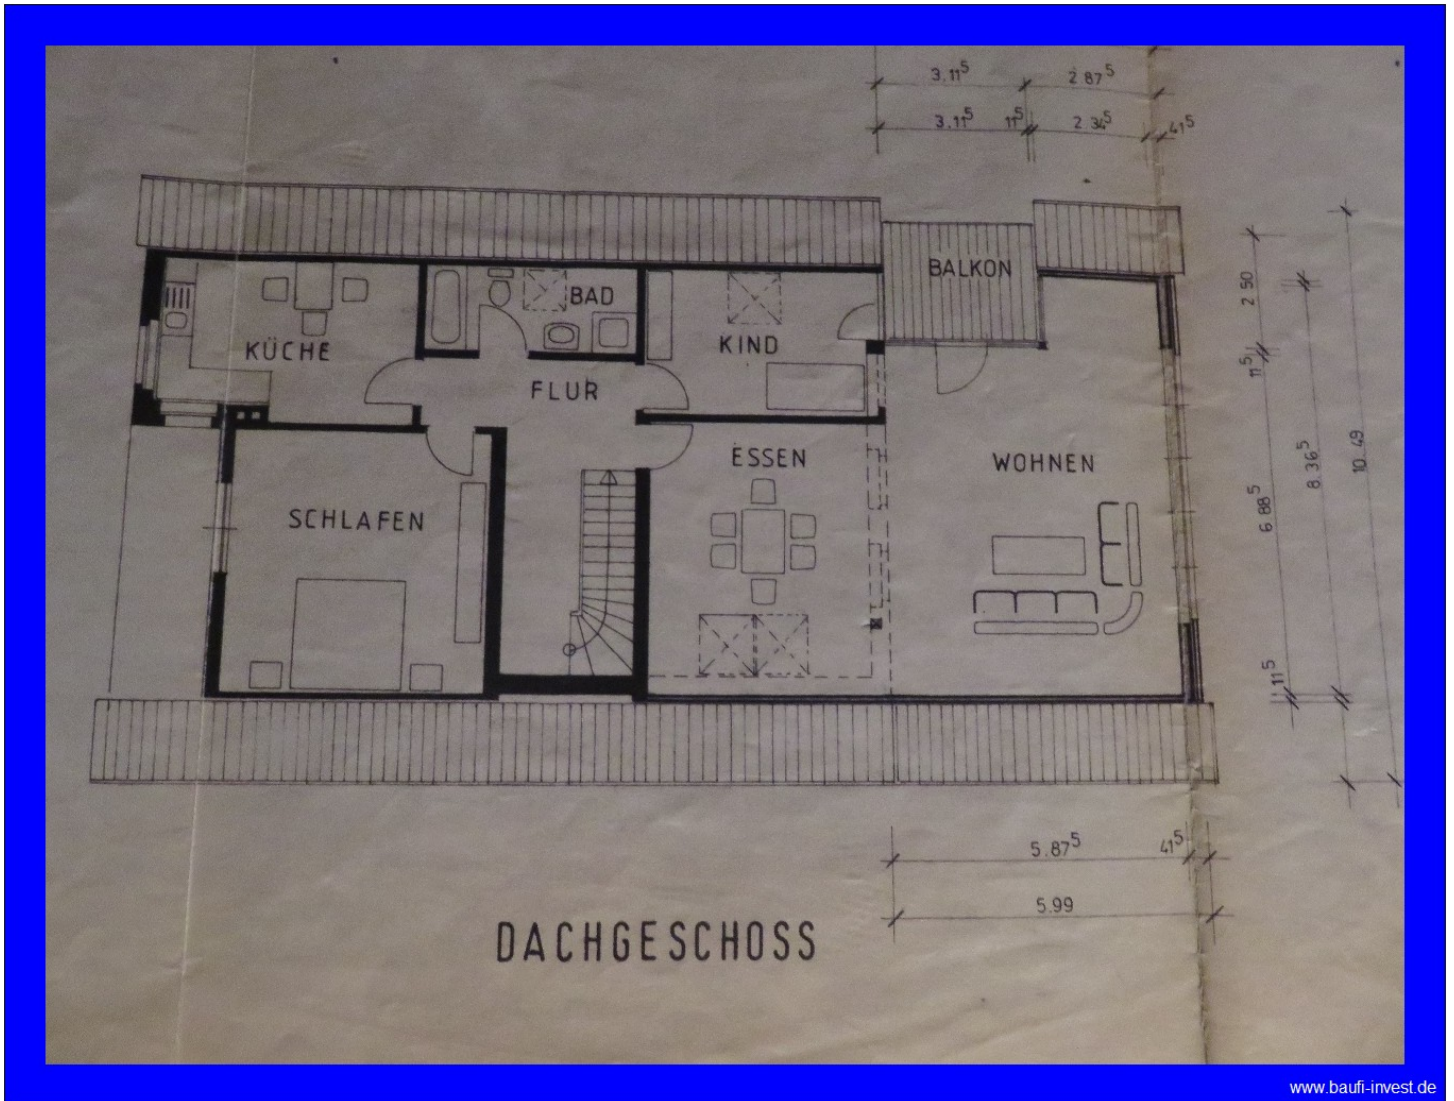 3.11⁵ 2 87⁵
3.11⁵ 11⁵ 2 34⁵ 41⁵
BALKON
BAD
KÜCHE
KIND
FLUR
ESSEN
WOHNEN
SCHLAFEN
2 50
11⁵
6 88⁵
11⁵
8.36⁵
10.49
5.87⁵ 41⁵
5.99
DACHGESCHOSS
www.baufi-invest.de